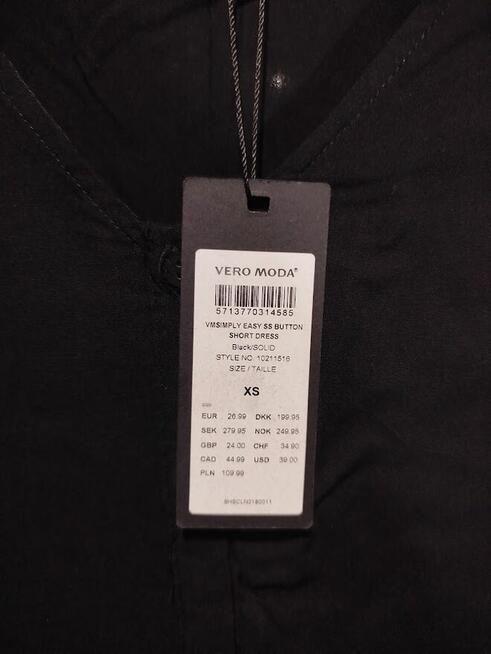 VERO MODA®
5713770314585
VMSIMPLY EASY SS BUTTON
SHORT DRESS
Black/SOLID
STYLE NO. 10211516
SIZE / TAILLE
XS
EUR 26.99 DKK 199.95
SEK 279.95 NOK 249.95
GBP 24.00 CHF 34.90
CAD 44.99 USD 39.00
PLN 109.99